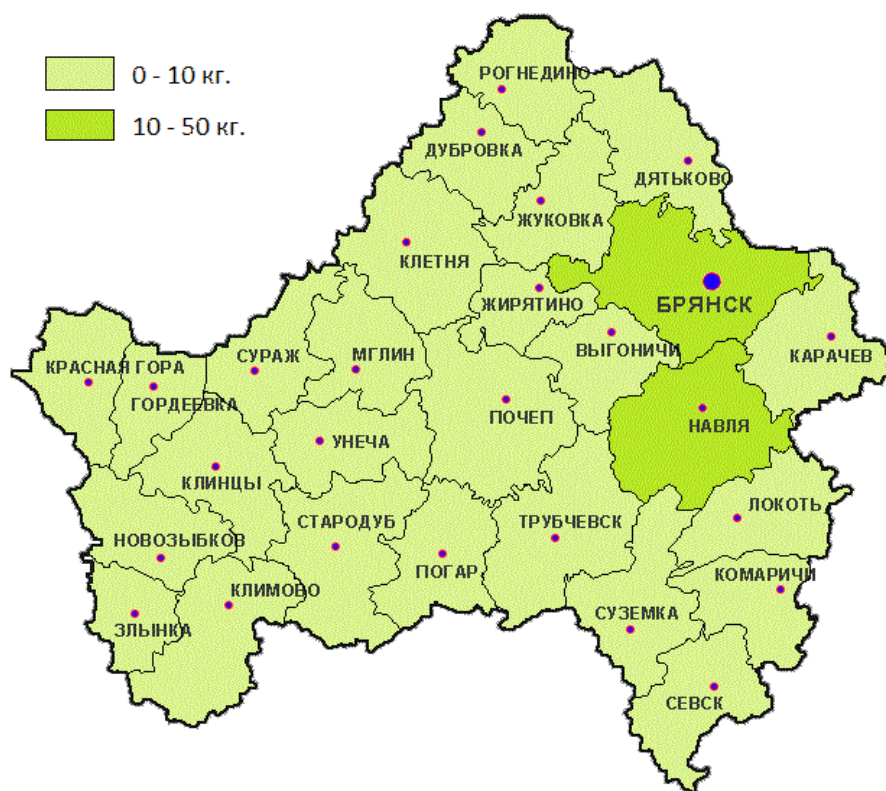 0 - 10 кг.
10 - 50 кг.
РОГНЕДИНО
ДУБРОВКА
ДЯТЬКОВО
ЖУКОВКА
КЛЕТНЯ
ЖИРЯТИНО
БРЯНСК
ВЫГОНИЧИ
КАРАЧЕВ
СУРАЖ
МГЛИН
КРАСНАЯ ГОРА
ГОРДЕЕВКА
ПОЧЕП
НАВЛЯ
УНЕЧА
КЛИНЦЫ
ЛОКОТЬ
СТАРОДУБ
ТРУБЧЕВСК
НОВОЗЫБКОВ
ПОГАР
КОМАРИЧИ
КЛИМОВО
СУЗЕМКА
ЗЛЫНКА
СЕВСК